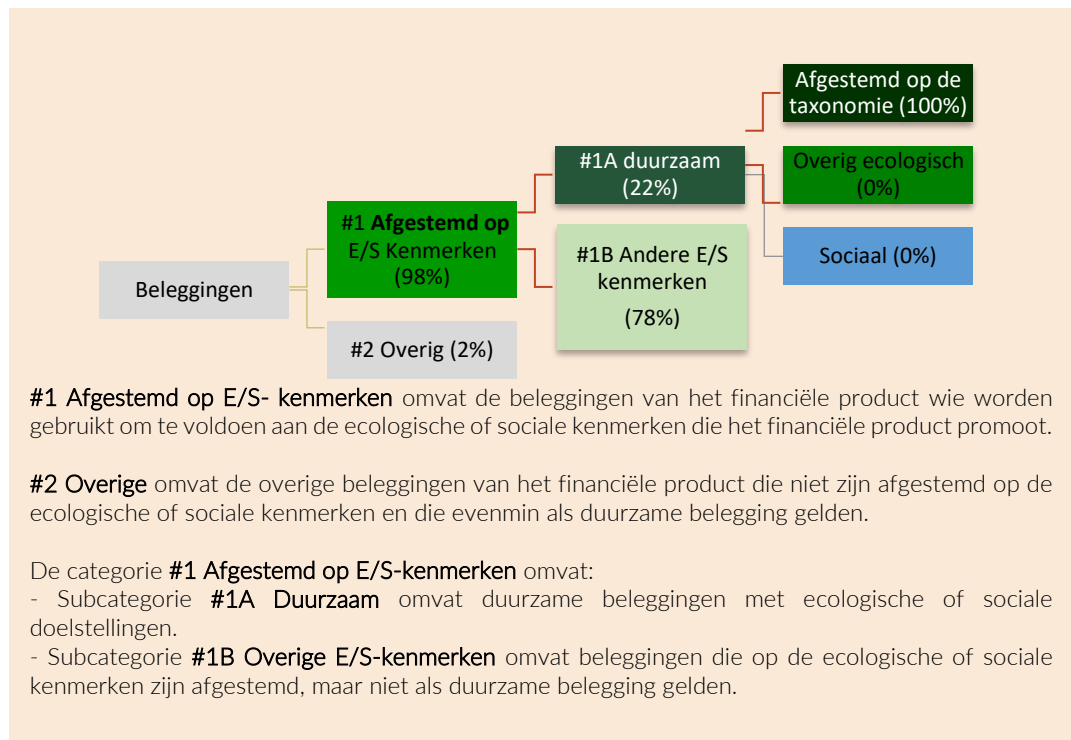 Afgestemd op de
taxonomie (100%)
#1A duurzaam
(22%)
Overig ecologisch
(0%)
#1 Afgestemd op
E/S Kenmerken
(98%)
#1B Andere E/S
kenmerken
(78%)
Sociaal (0%)
Beleggingen
#2 Overig (2%)
#1 Afgestemd op E/S- kenmerken omvat de beleggingen van het financiële product wie worden
gebruikt om te voldoen aan de ecologische of sociale kenmerken die het financiële product promoot.
#2 Overige omvat de overige beleggingen van het financiële product die niet zijn afgestemd op de
ecologische of sociale kenmerken en die evenmin als duurzame belegging gelden.
De categorie #1 Afgestemd op E/S-kenmerken omvat:
- Subcategorie #1A Duurzaam omvat duurzame beleggingen met ecologische of sociale
doelstellingen.
- Subcategorie #1B Overige E/S-kenmerken omvat beleggingen die op de ecologische of sociale
kenmerken zijn afgestemd, maar niet als duurzame belegging gelden.